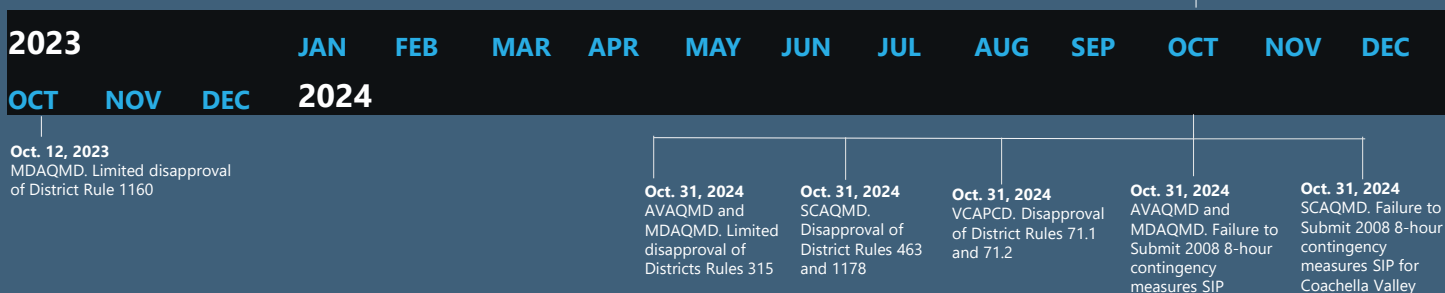 2023
JAN FEB MAR APR MAY JUN JUL AUG SEP OCT NOV DEC
OCT NOV DEC 2024
Oct. 12, 2023
MDAQMD. Limited disapproval
of District Rule 1160
Oct. 31, 2024
AVAQMD and
MDAQMD. Limited
disapproval of
Districts Rules 315
Oct. 31, 2024
SCAQMD.
Disapproval of
District Rules 463
and 1178
Oct. 31, 2024
VCAPCD. Disapproval
of District Rules 71.1
and 71.2
Oct. 31, 2024
AVAQMD and
MDAQMD. Failure to
Submit 2008 8-hour
contingency
measures SIP
Oct. 31, 2024
SCAQMD. Failure to
Submit 2008 8-hour
contingency
measures SIP for
Coachella Valley